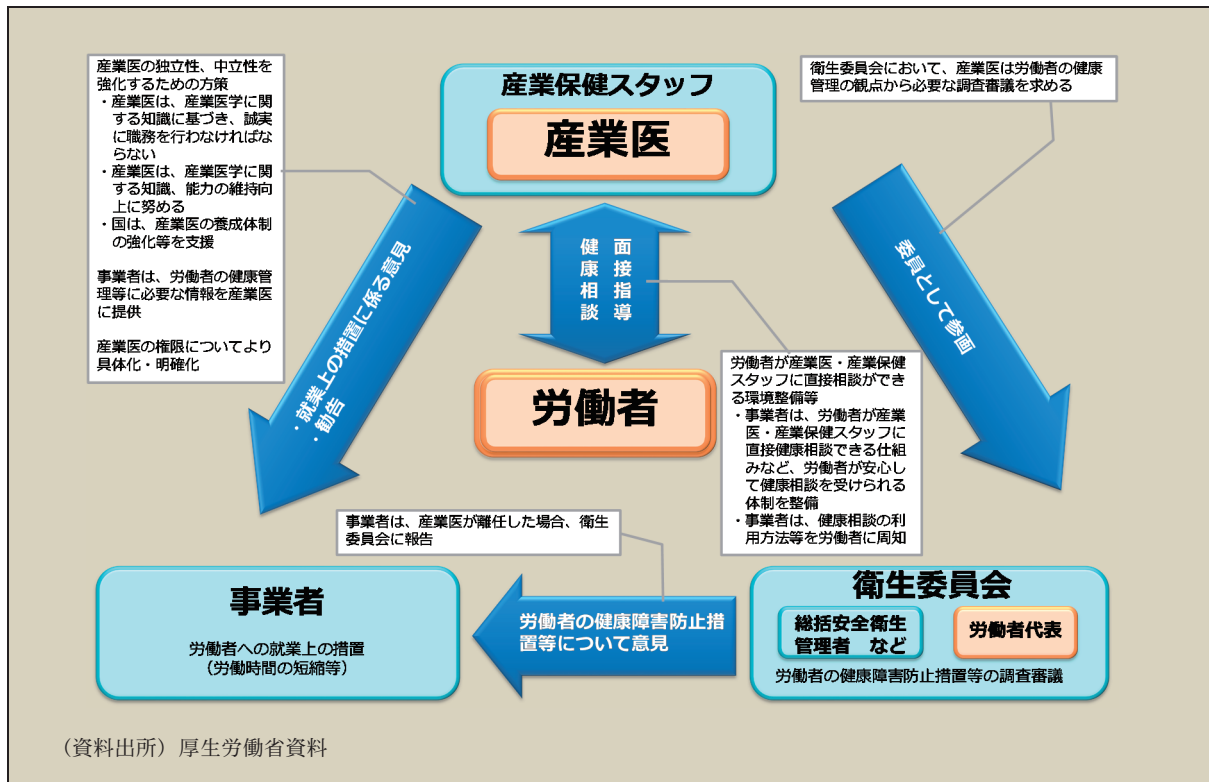 産業医の独立性、中立性を
強化するための方策
・産業医は、産業医学に関
する知識に基づき、誠実
に職務を行わなければな
らない
・産業医は、産業医学に関
する知識、能力の維持向
上に努める
・国は、産業医の養成体制
の強化等を支援
事業者は、労働者の健康管
理等に必要な情報を産業医
に提供
産業医の権限についてより
具体化・明確化
産業保健スタッフ
産業医
衛生委員会において、産業医は労働者の健康
管理の観点から必要な調査審議を求める
・就業上の措置に係る意見
・勧告
面接指導
健康相談
委員として参画
労働者
労働者が産業医・産業保健
スタッフに直接相談ができ
る環境整備等
・事業者は、労働者が産業
医・産業保健スタッフに
直接健康相談できる仕組
みなど、労働者が安心し
て健康相談を受けられる
体制を整備
・事業者は、健康相談の利
用方法等を労働者に周知
事業者は、産業医が離任した場合、衛生
委員会に報告
事業者
労働者への就業上の措置
（労働時間の短縮等）
労働者の健康障害防止措
置等について意見
衛生委員会
総括安全衛生
管理者　など
労働者代表
労働者の健康障害防止措置等の調査審議
（資料出所）厚生労働省資料